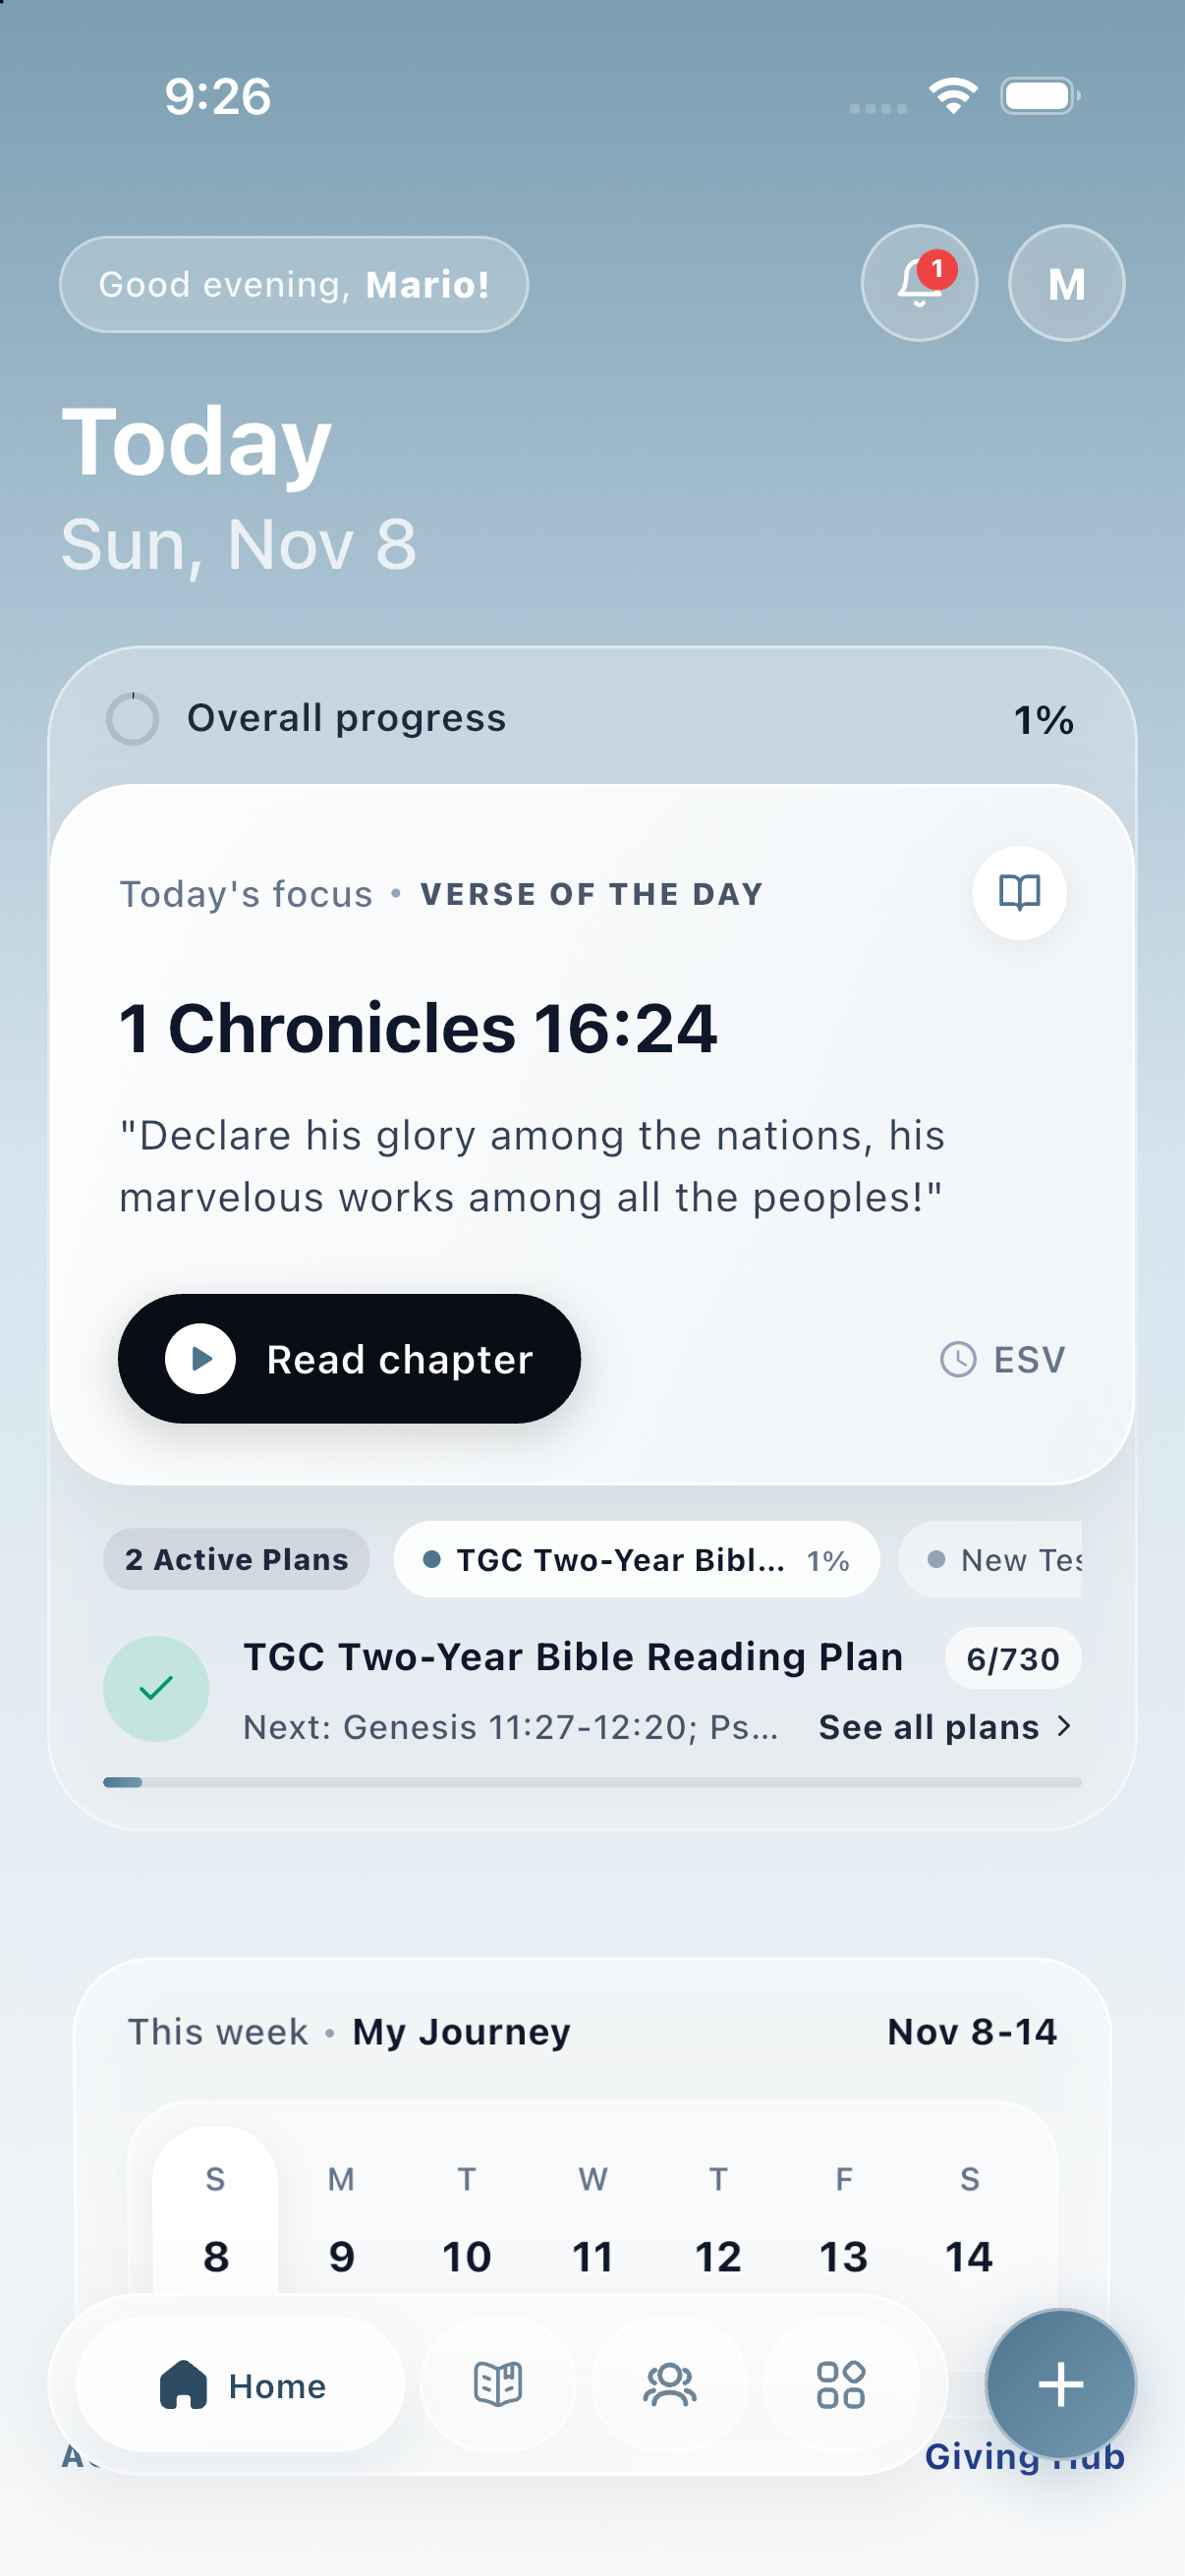 9:26
Good evening, Mario!
1
M
Today
Sun, Nov 8
Overall progress
1%
Today's focus • VERSE OF THE DAY
1 Chronicles 16:24
"Declare his glory among the nations, his
marvelous works among all the peoples!"
Read chapter
ESV
2 Active Plans
TGC Two-Year Bibl... 1%
New Tes
TGC Two-Year Bible Reading Plan
6/730
Next: Genesis 11:27-12:20; Ps...
See all plans >
This week • My Journey
Nov 8-14
S M T W T F S
8 9 10 11 12 13 14
Home
Giving